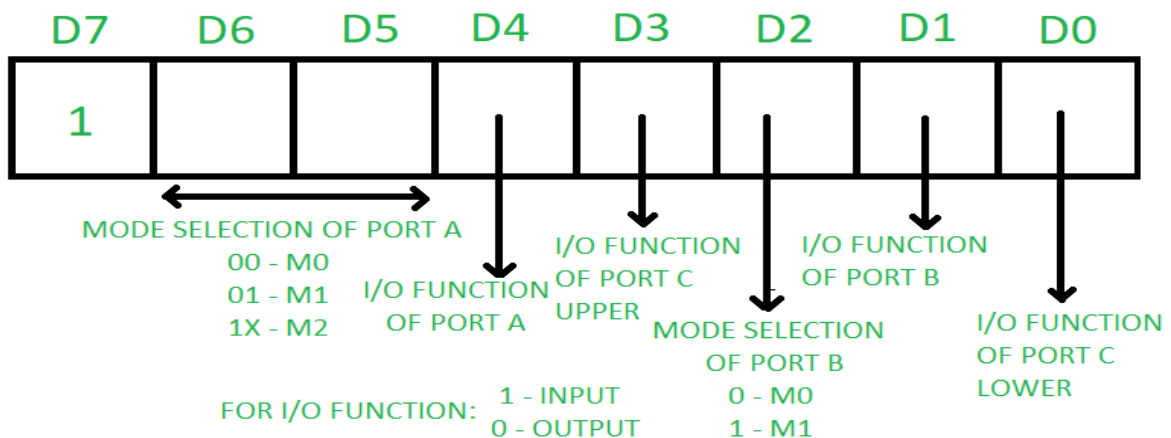 D7 D6 D5 D4 D3 D2 D1 D0
1
MODE SELECTION OF PORT A
00 - M0
01 - M1
1X - M2
I/O FUNCTION
OF PORT A
I/O FUNCTION
OF PORT C
UPPER
MODE SELECTION
OF PORT B
0 - M0
1 - M1
I/O FUNCTION
OF PORT B
I/O FUNCTION
OF PORT C
LOWER
FOR I/O FUNCTION:
1 - INPUT
0 - OUTPUT